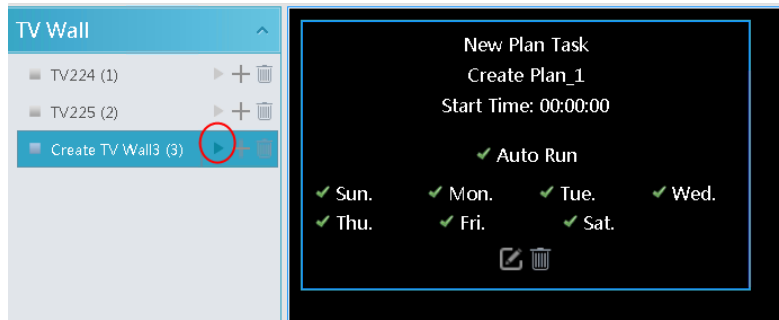 TV Wall
TV224 (1)
TV225 (2)
Create TV Wall3 (3)
New Plan Task
Create Plan_1
Start Time: 00:00:00
Auto Run
Sun. Mon. Tue. Wed.
Thu. Fri. Sat.